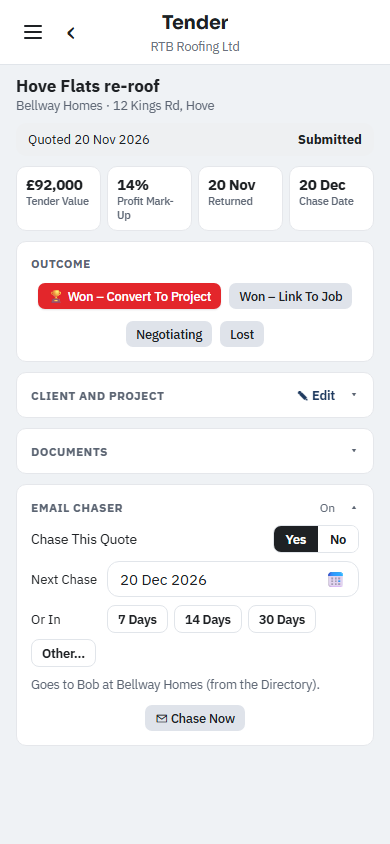 Tender
RTB Roofing Ltd
Hove Flats re-roof
Bellway Homes · 12 Kings Rd, Hove
Quoted 20 Nov 2026 Submitted
£92,000 14% 20 Nov 20 Dec
Tender Value Profit Mark-Up Returned Chase Date
OUTCOME
🏆 Won – Convert To Project Won – Link To Job
Negotiating Lost
CLIENT AND PROJECT ✏ Edit ▾
DOCUMENTS ▾
EMAIL CHASER On ▴
Chase This Quote Yes No
Next Chase 20 Dec 2026
Or In 7 Days 14 Days 30 Days
Other...
Goes to Bob at Bellway Homes (from the Directory).
✉ Chase Now